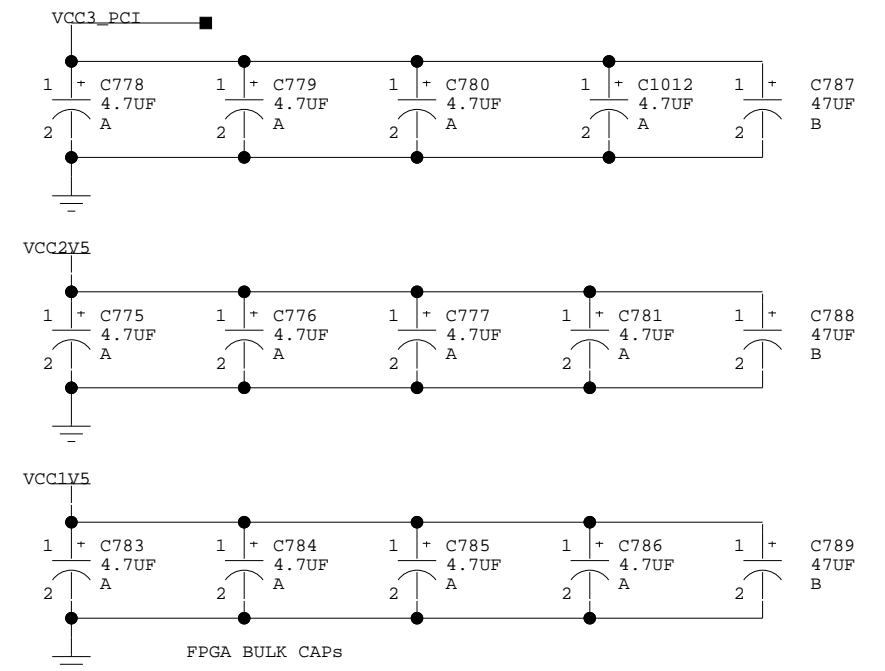 VCC3_PCI
1 + C778 1 + C779 1 + C780 1 + C1012 1 + C787
4.7UF 4.7UF 4.7UF 4.7UF 47UF
2 A 2 A 2 A 2 A 2 B
VCC2V5
1 + C775 1 + C776 1 + C777 1 + C781 1 + C788
4.7UF 4.7UF 4.7UF 4.7UF 47UF
2 A 2 A 2 A 2 A 2 B
VCC1V5
1 + C783 1 + C784 1 + C785 1 + C786 1 + C789
4.7UF 4.7UF 4.7UF 4.7UF 47UF
2 A 2 A 2 A 2 A 2 B
FPGA BULK CAPs